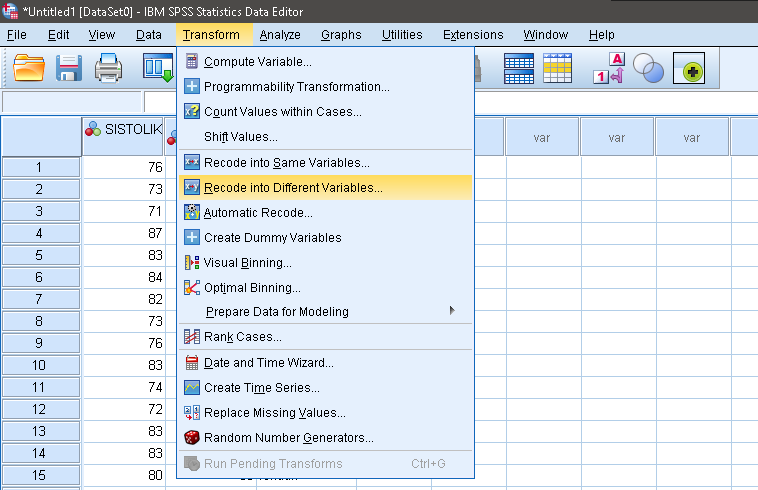 *Untitled1 [DataSet0] - IBM SPSS Statistics Data Editor
File Edit View Data Transform Analyze Graphs Utilities Extensions Window Help
Compute Variable...
Programmability Transformation...
Count Values within Cases...
Shift Values...
Recode into Same Variables...
Recode into Different Variables...
Automatic Recode...
Create Dummy Variables
Visual Binning...
Optimal Binning...
Prepare Data for Modeling
Rank Cases...
Date and Time Wizard...
Create Time Series...
Replace Missing Values...
Random Number Generators...
Run Pending Transforms Ctrl+G
SISTOLIK var var var
1 76
2 73
3 71
4 87
5 83
6 84
7 82
8 73
9 76
10 83
11 74
12 72
13 83
14 83
15 80